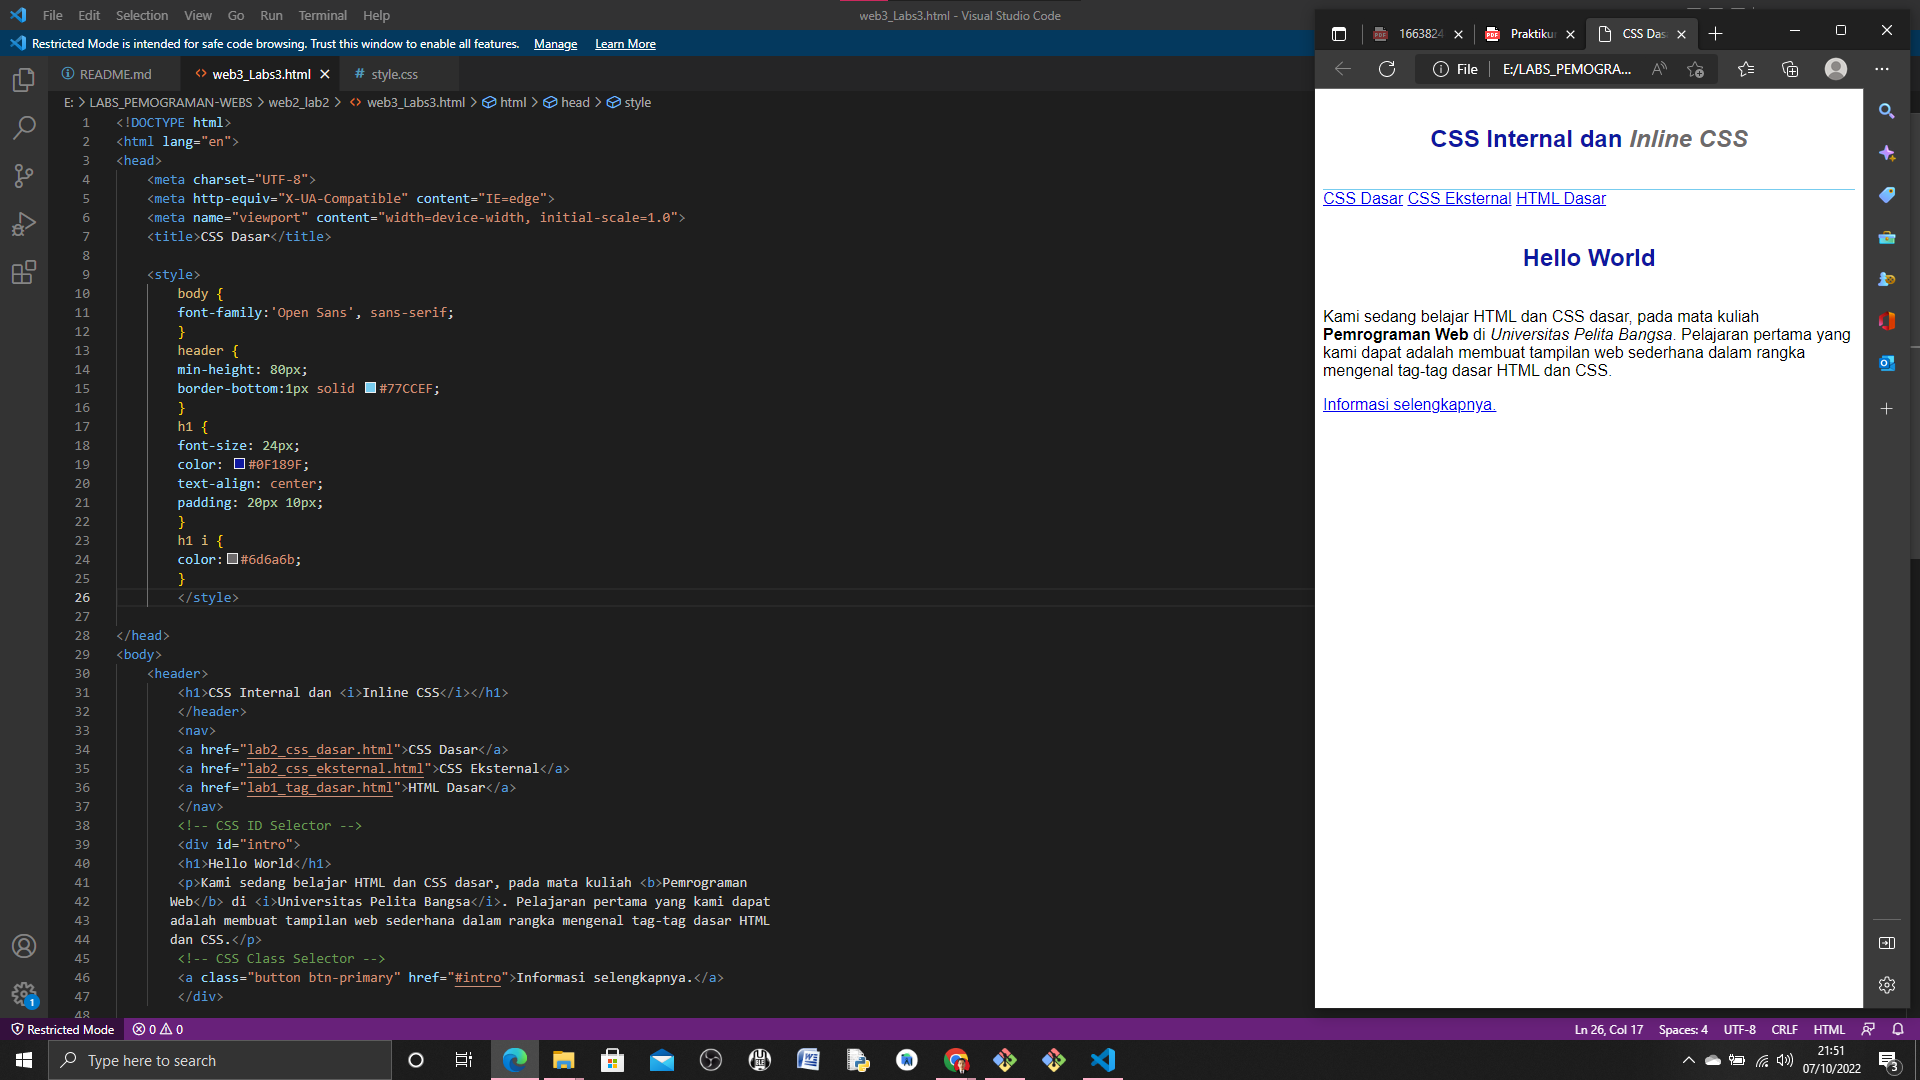 File Edit Selection View Go Run Terminal Help
web3_Labs3.html - Visual Studio Code
Restricted Mode is intended for safe code browsing. Trust this window to enable all features. Manage Learn More
README.md
web3_Labs3.html
style.css
E: > LABS_PEMOGRAMAN-WEBS > web2_lab2 > web3_Labs3.html > html > head > style
1 <!DOCTYPE html>
2 <html lang="en">
3 <head>
4 <meta charset="UTF-8">
5 <meta http-equiv="X-UA-Compatible" content="IE=edge">
6 <meta name="viewport" content="width=device-width, initial-scale=1.0">
7 <title>CSS Dasar</title>
8
9 <style>
10 body {
11 font-family:'Open Sans', sans-serif;
12 }
13 header {
14 min-height: 80px;
15 border-bottom:1px solid #77CCEF;
16 }
17 h1 {
18 font-size: 24px;
19 color: #0F189F;
20 text-align: center;
21 padding: 20px 10px;
22 }
23 h1 i {
24 color:#6d6a6b;
25 }
26 </style>
27
28 </head>
29 <body>
30 <header>
31 <h1>CSS Internal dan <i>Inline CSS</i></h1>
32 </header>
33 <nav>
34 <a href="lab2_css_dasar.html">CSS Dasar</a>
35 <a href="lab2_css_eksternal.html">CSS Eksternal</a>
36 <a href="lab1_tag_dasar.html">HTML Dasar</a>
37 </nav>
38 <!-- CSS ID Selector -->
39 <div id="intro">
40 <h1>Hello World</h1>
41 <p>Kami sedang belajar HTML dan CSS dasar, pada mata kuliah <b>Pemrograman
42 Web</b> di <i>Universitas Pelita Bangsa</i>. Pelajaran pertama yang kami dapat
43 adalah membuat tampilan web sederhana dalam rangka mengenal tag-tag dasar HTML
44 dan CSS.</p>
45 <!-- CSS Class Selector -->
46 <a class="button btn-primary" href="#intro">Informasi selengkapnya.</a>
47 </div>
48
1663824
Praktikum
CSS Das
File E:/LABS_PEMOGRA...
CSS Internal dan Inline CSS
CSS Dasar CSS Eksternal HTML Dasar
Hello World
Kami sedang belajar HTML dan CSS dasar, pada mata kuliah
Pemrograman Web di Universitas Pelita Bangsa. Pelajaran pertama yang
kami dapat adalah membuat tampilan web sederhana dalam rangka
mengenal tag-tag dasar HTML dan CSS.
Informasi selengkapnya.
1
Restricted Mode 0 0
Ln 26, Col 17 Spaces: 4 UTF-8 CRLF HTML
Type here to search
21:51
07/10/2022
3